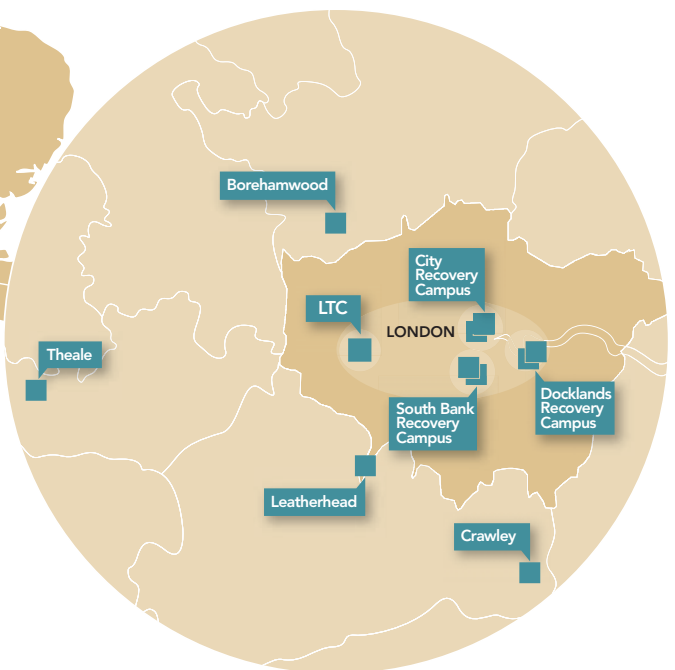 Borehamwood
City
Recovery
Campus
LTC
LONDON
Theale
Docklands
Recovery
Campus
South Bank
Recovery
Campus
Leatherhead
Crawley